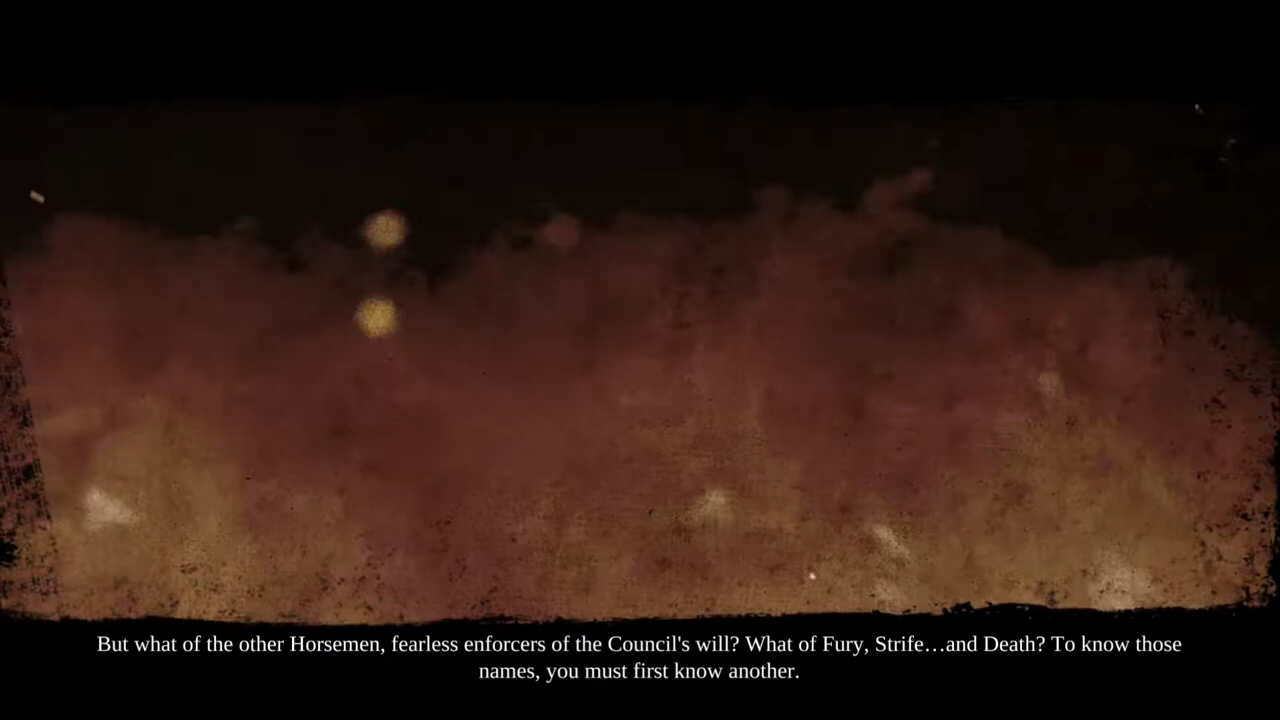 But what of the other Horsemen, fearless enforcers of the Council's will? What of Fury, Strife…and Death? To know those
names, you must first know another.